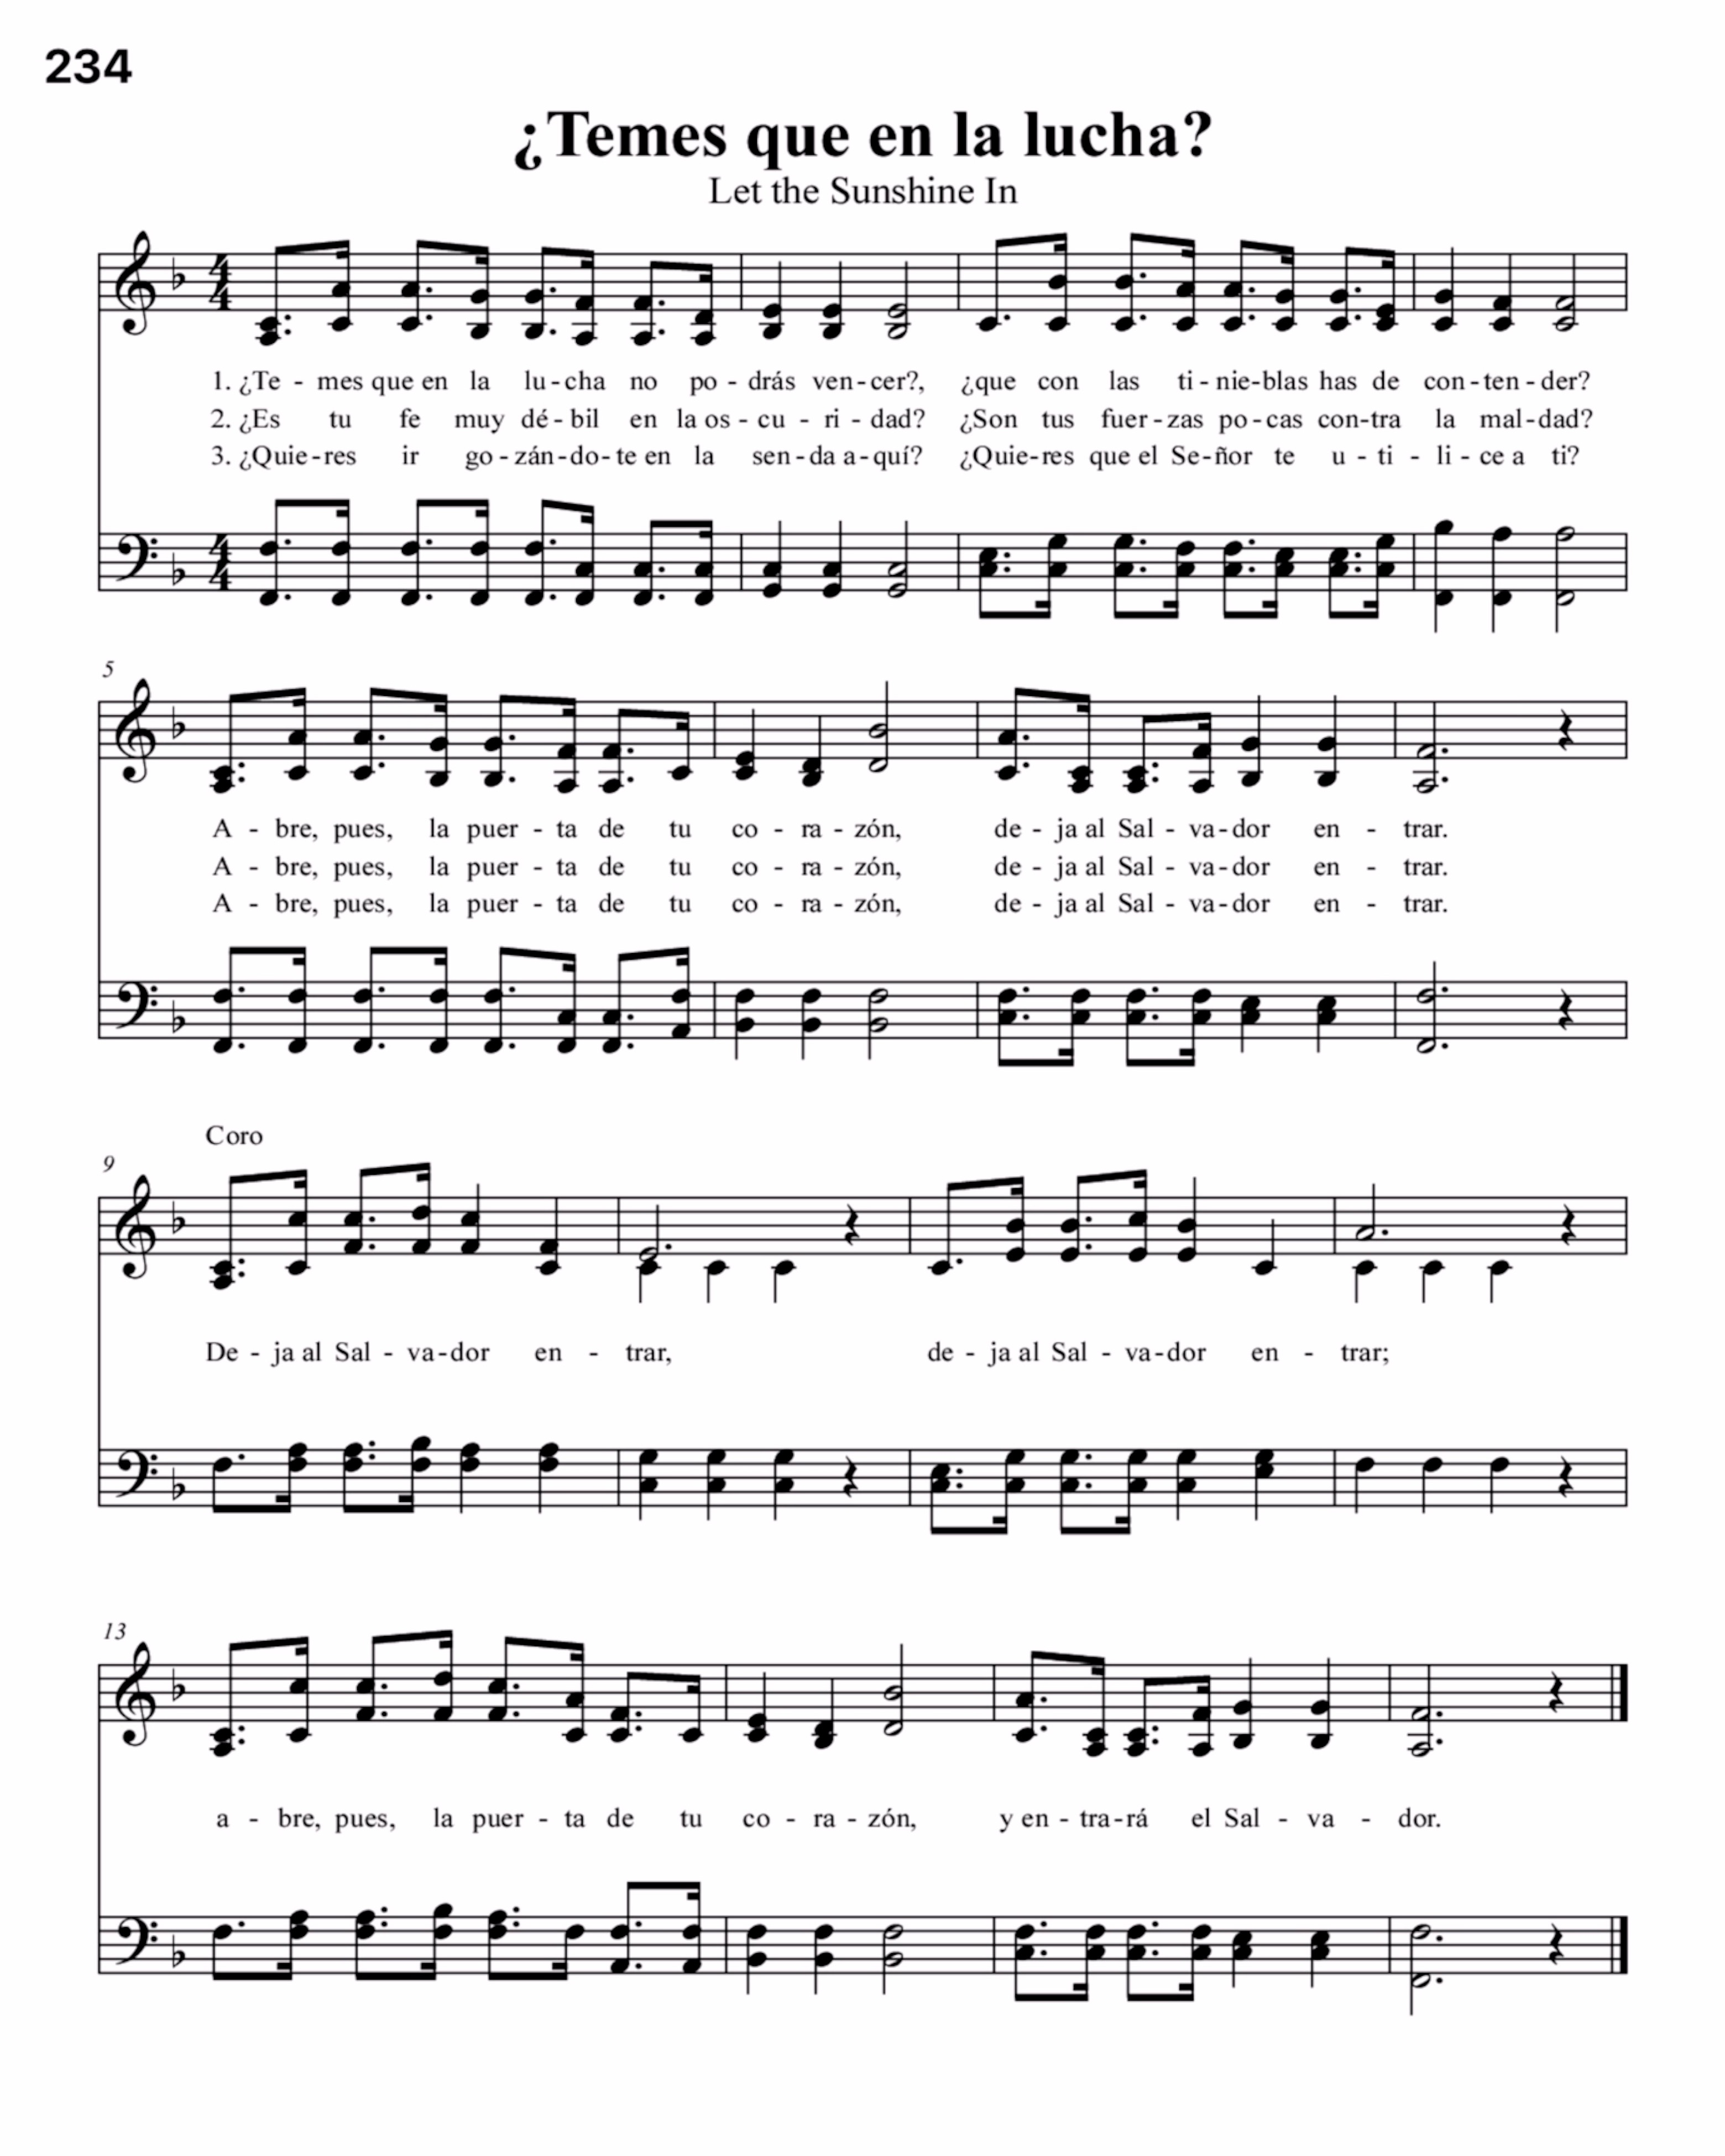 234
¿Temes que en la lucha?
Let the Sunshine In
1. ¿Te - mes que en la lu - cha no po - drás ven - cer?, ¿que con las ti - nie - blas has de con - ten - der?
2. ¿Es tu fe muy dé - bil en la os - cu - ri - dad? ¿Son tus fuer - zas po - cas con - tra la mal - dad?
3. ¿Quie - res ir go - zán - do - te en la sen - da a - quí? ¿Quie - res que el Se - ñor te u - ti - li - ce a ti?
5
A - bre, pues, la puer - ta de tu co - ra - zón, de - ja al Sal - va - dor en - trar.
A - bre, pues, la puer - ta de tu co - ra - zón, de - ja al Sal - va - dor en - trar.
A - bre, pues, la puer - ta de tu co - ra - zón, de - ja al Sal - va - dor en - trar.
Coro
9
De - ja al Sal - va - dor en - trar, de - ja al Sal - va - dor en - trar;
13
a - bre, pues, la puer - ta de tu co - ra - zón, y en - tra - rá el Sal - va - dor.